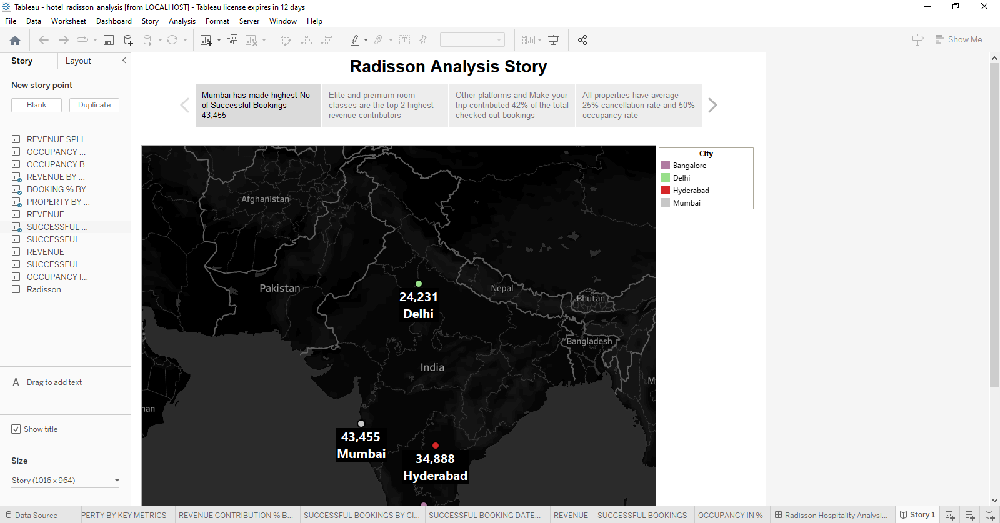 Tableau - hotel_radisson_analysis [from LOCALHOST] - Tableau license expires in 12 days
File Data Worksheet Dashboard Story Analysis Format Server Window Help
Show Me
Story Layout
New story point
Blank Duplicate
REVENUE SPLI...
OCCUPANCY ...
OCCUPANCY B...
REVENUE BY ...
BOOKING % BY...
PROPERTY BY ...
REVENUE ...
SUCCESSFUL ...
SUCCESSFUL ...
REVENUE
SUCCESSFUL ...
OCCUPANCY I...
Radisson ...
A Drag to add text
Show title
Size
Story (1016 x 964)
Radisson Analysis Story
Mumbai has made highest No
of Successful Bookings-
43,455
Elite and premium room
classes are the top 2 highest
revenue contributors
Other platforms and Make your
trip contributed 42% of the total
checked out bookings
All properties have average
25% cancellation rate and 50%
occupancy rate
City
Bangalore
Delhi
Hyderabad
Mumbai
Afghanistan
Pakistan
24,231
Delhi
Nepal
Bhutan
Bangladesh
India
M
man
43,455
Mumbai
34,888
Hyderabad
Data Source PERTY BY KEY METRICS REVENUE CONTRIBUTION % B... SUCCESSFUL BOOKINGS BY CI... SUCCESSFUL BOOKING DATE... REVENUE SUCCESSFUL BOOKINGS OCCUPANCY IN % Radisson Hospitality Analysi... Story 1